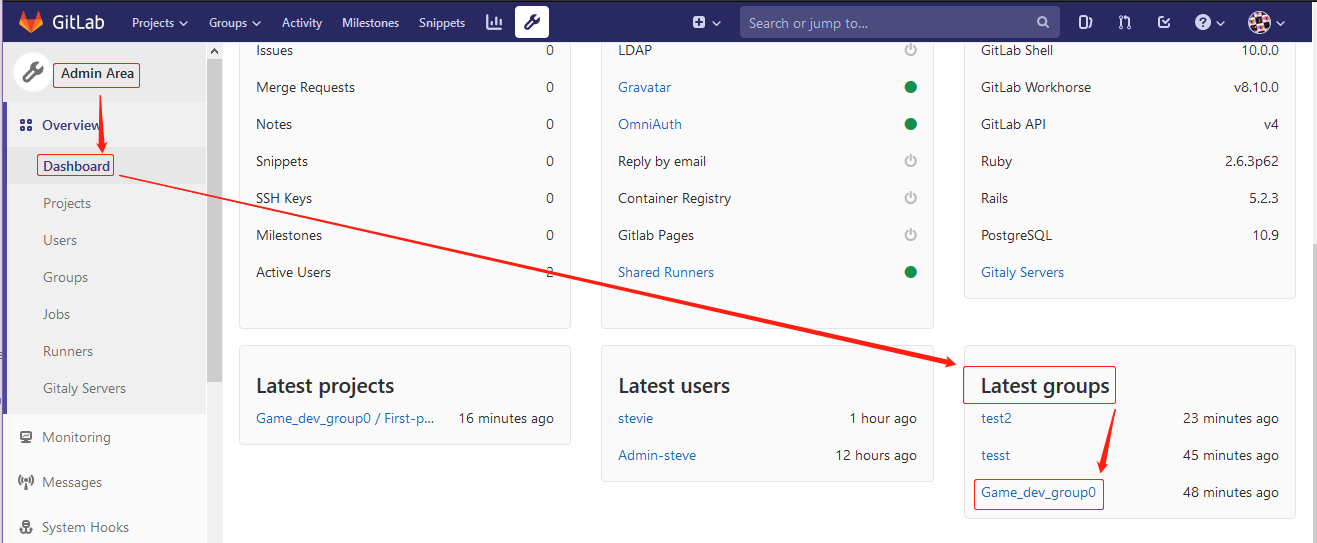 GitLab Projects Groups Activity Milestones Snippets Search or jump to...
Admin Area
Overview
Dashboard
Projects
Users
Groups
Jobs
Runners
Gitaly Servers
Monitoring
Messages
System Hooks
Issues 0
Merge Requests 0
Notes 0
Snippets 0
SSH Keys 0
Milestones 0
Active Users 2
LDAP
Gravatar
OmniAuth
Reply by email
Container Registry
Gitlab Pages
Shared Runners
GitLab Shell 10.0.0
GitLab Workhorse v8.10.0
GitLab API v4
Ruby 2.6.3p62
Rails 5.2.3
PostgreSQL 10.9
Gitaly Servers
Latest projects
Game_dev_group0 / First-p... 16 minutes ago
Latest users
stevie 1 hour ago
Admin-steve 12 hours ago
Latest groups
test2 23 minutes ago
tesst 45 minutes ago
Game_dev_group0 48 minutes ago